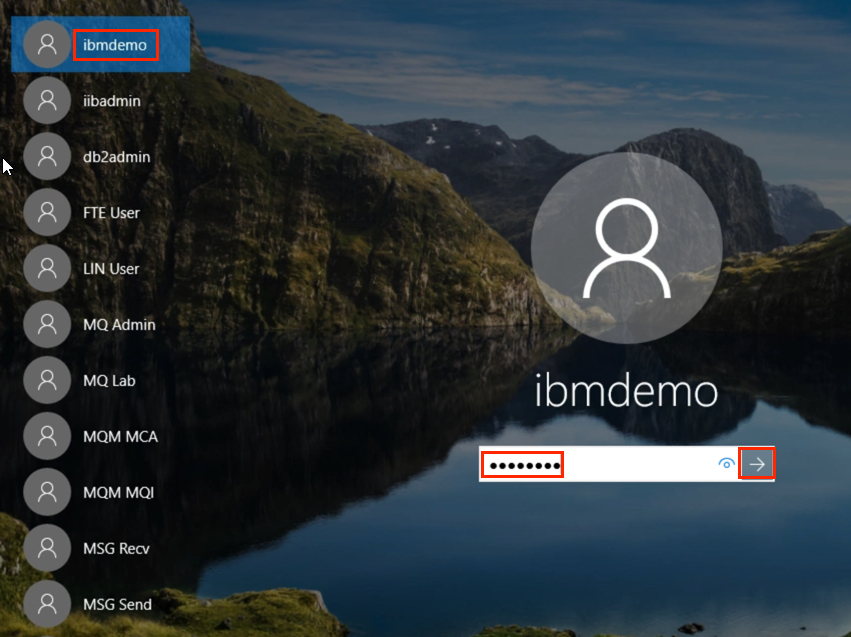 ibmdemo
iibadmin
db2admin
FTE User
LIN User
MQ Admin
MQ Lab
MQM MCA
MQM MQI
MSG Recv
MSG Send
ibmdemo
●●●●●●●●